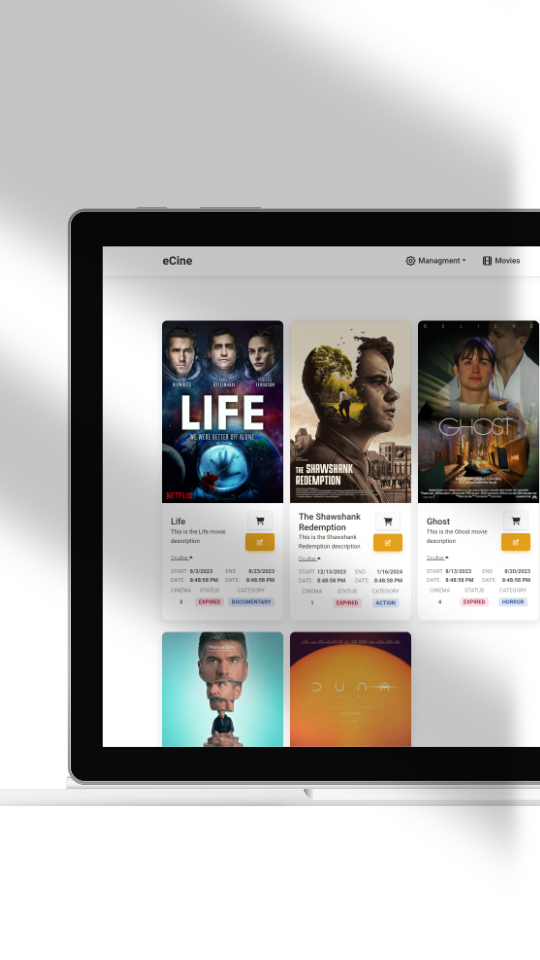 eCine
Managment
Movies
REYNOLDS
GYLLENHAAL
FERGUSON
LIFE
WE WERE BETTER OFF ALONE
NETFLIX
THE SHAWSHANK
REDEMPTION
BELIEVE
GHOST
Life
This is the Life movie
description
START 8/3/2023 END 8/23/2023
DATE: 8:48:58 PM DATE: 8:48:58 PM
CINEMA STATUS CATEGORY
3 EXPIRED DOCUMENTARY
The Shawshank
Redemption
This is the Shawshank
Redemption description
START 12/13/2023 END 1/16/2024
DATE: 8:48:58 PM DATE: 8:48:58 PM
CINEMA STATUS CATEGORY
1 EXPIRED ACTION
Ghost
This is the Ghost movie
description
START 8/13/2023 END 8/20/2023
DATE: 8:48:58 PM DATE: 8:48:58 PM
CINEMA STATUS CATEGORY
4 EXPIRED HORROR
DUNA